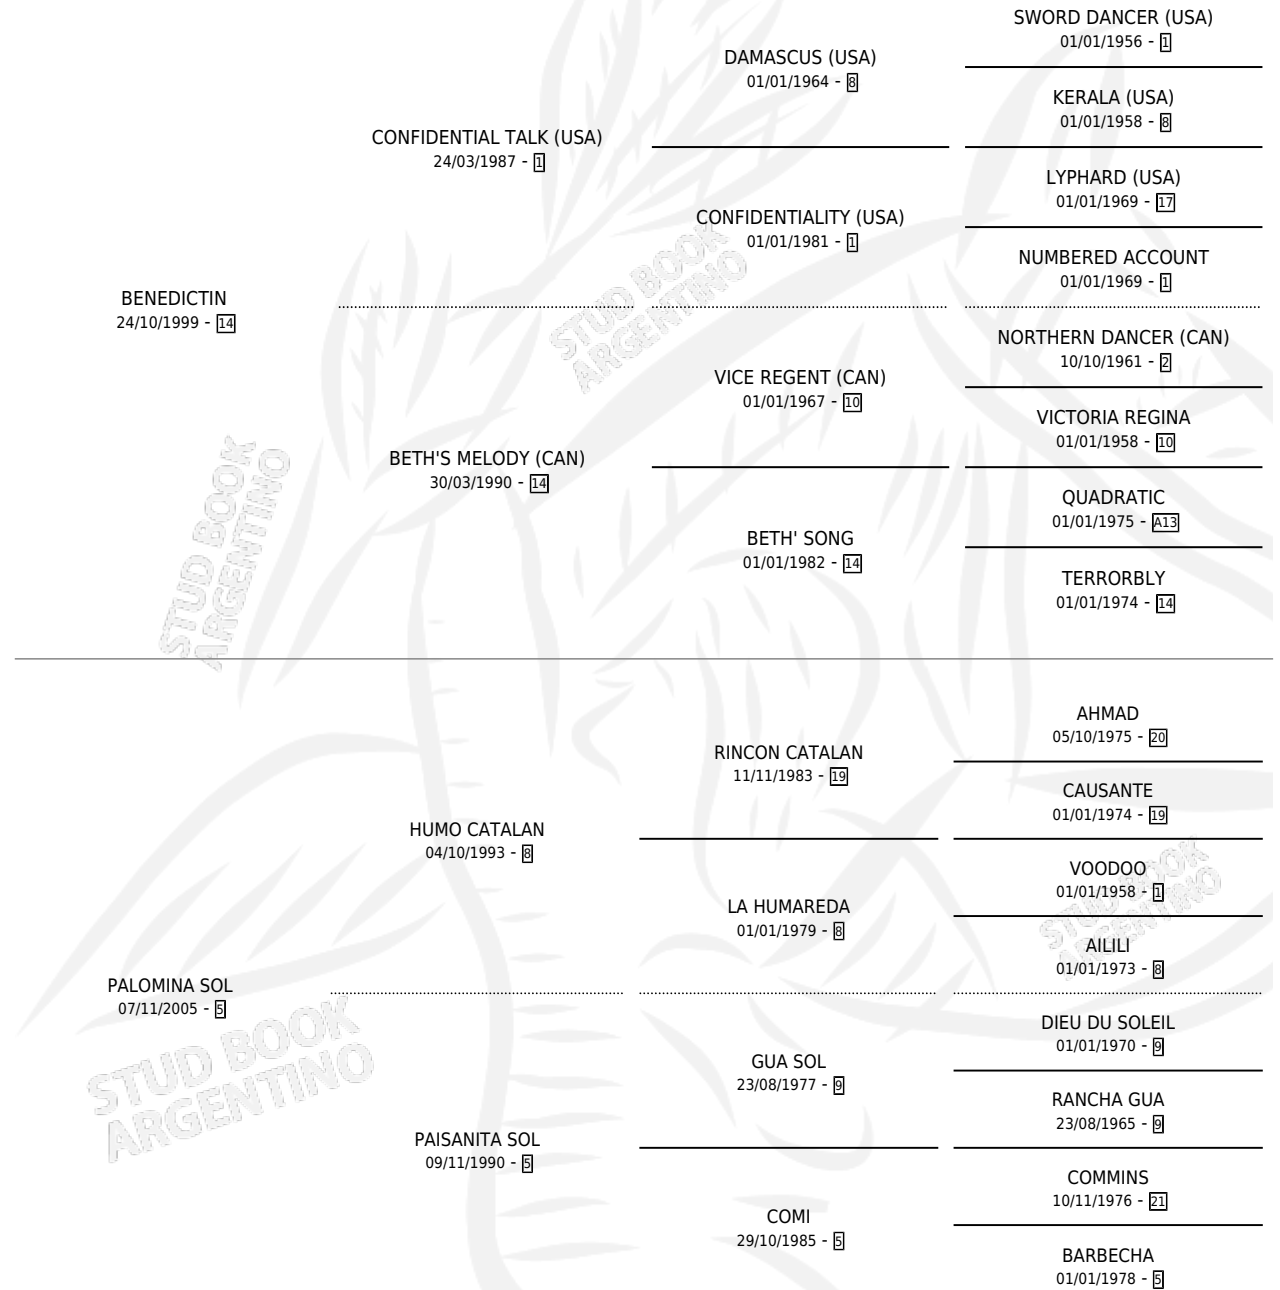 SWORD DANCER (USA)
01/01/1956 - 1
DAMASCUS (USA)
01/01/1964 - 8
KERALA (USA)
01/01/1958 - 8
CONFIDENTIAL TALK (USA)
24/03/1987 - 1
LYPHARD (USA)
01/01/1969 - 17
CONFIDENTIALITY (USA)
01/01/1981 - 1
NUMBERED ACCOUNT
01/01/1969 - 1
BENEDICTIN
24/10/1999 - 14
NORTHERN DANCER (CAN)
10/10/1961 - 2
VICE REGENT (CAN)
01/01/1967 - 10
VICTORIA REGINA
01/01/1958 - 10
BETH'S MELODY (CAN)
30/03/1990 - 14
QUADRATIC
01/01/1975 - A13
BETH' SONG
01/01/1982 - 14
TERRORBLY
01/01/1974 - 14
AHMAD
05/10/1975 - 20
RINCON CATALAN
11/11/1983 - 19
CAUSANTE
01/01/1974 - 19
HUMO CATALAN
04/10/1993 - 8
VOODOO
01/01/1958 - 1
LA HUMAREDA
01/01/1979 - 8
AILILI
01/01/1973 - 8
PALOMINA SOL
07/11/2005 - 5
DIEU DU SOLEIL
01/01/1970 - 9
GUA SOL
23/08/1977 - 9
RANCHA GUA
23/08/1965 - 9
PAISANITA SOL
09/11/1990 - 5
COMMINS
10/11/1976 - 21
COMI
29/10/1985 - 5
BARBECHA
01/01/1978 - 5
STUD BOOK
ARGENTINO
STUD BOOK
ARGENTINO
STUD BOOK
ARGENTINO
STUD BOOK
ARGENTINO